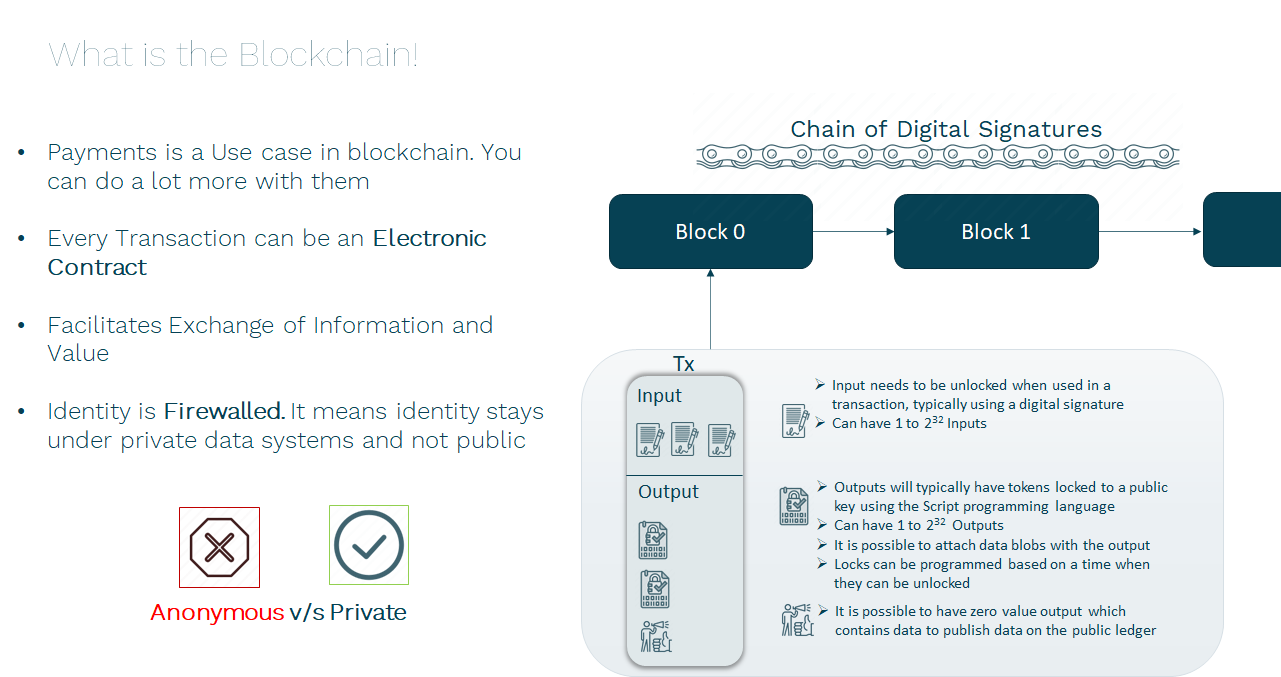 What is the Blockchain!
• Payments is a Use case in blockchain. You
can do a lot more with them
• Every Transaction can be an Electronic
Contract
• Facilitates Exchange of Information and
Value
• Identity is Firewalled. It means identity stays
under private data systems and not public
Anonymous v/s Private
Chain of Digital Signatures
Block 0
Block 1
Tx
Input
➢ Input needs to be unlocked when used in a
transaction, typically using a digital signature
➢ Can have 1 to 2³² Inputs
Output
➢ Outputs will typically have tokens locked to a public
key using the Script programming language
➢ Can have 1 to 2³² Outputs
➢ It is possible to attach data blobs with the output
➢ Locks can be programmed based on a time when
they can be unlocked
➢ It is possible to have zero value output which
contains data to publish data on the public ledger